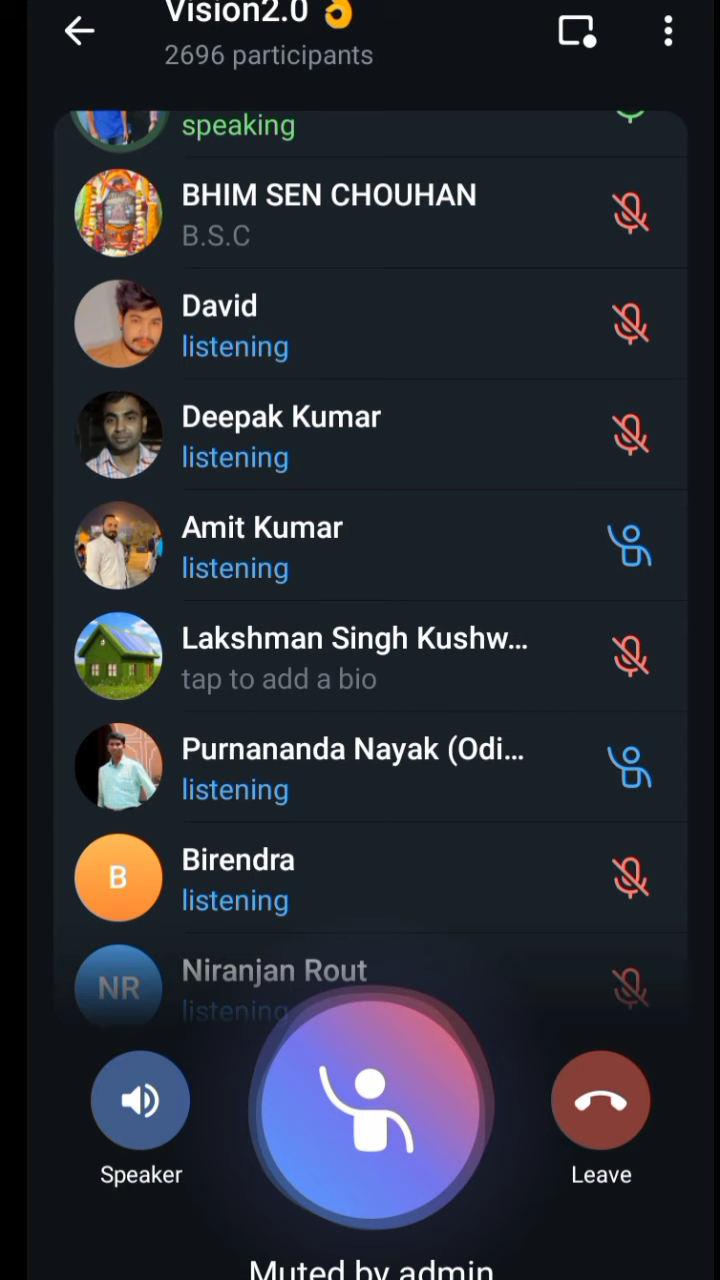 Vision2.0 👌
2696 participants
speaking
BHIM SEN CHOUHAN
B.S.C
David
listening
Deepak Kumar
listening
Amit Kumar
listening
Lakshman Singh Kushw...
tap to add a bio
Purnananda Nayak (Odi...
listening
B
Birendra
listening
NR
Niranjan Rout
listening
Speaker
Leave
Muted by admin